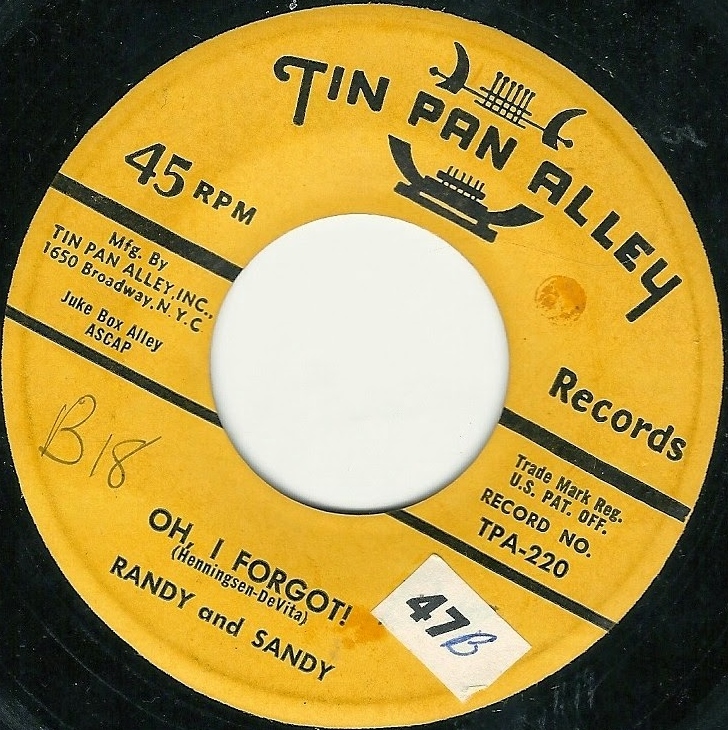 TIN PAN ALLEY
Records
45 RPM
Mfg. By
TIN PAN ALLEY, INC.,
1650 Broadway, N.Y.C
Juke Box Alley
ASCAP
Trade Mark Reg.
U.S. PAT. OFF.
RECORD NO.
TPA-220
B18
OH, I FORGOT!
(Henningsen-DeVita)
RANDY and SANDY
47B